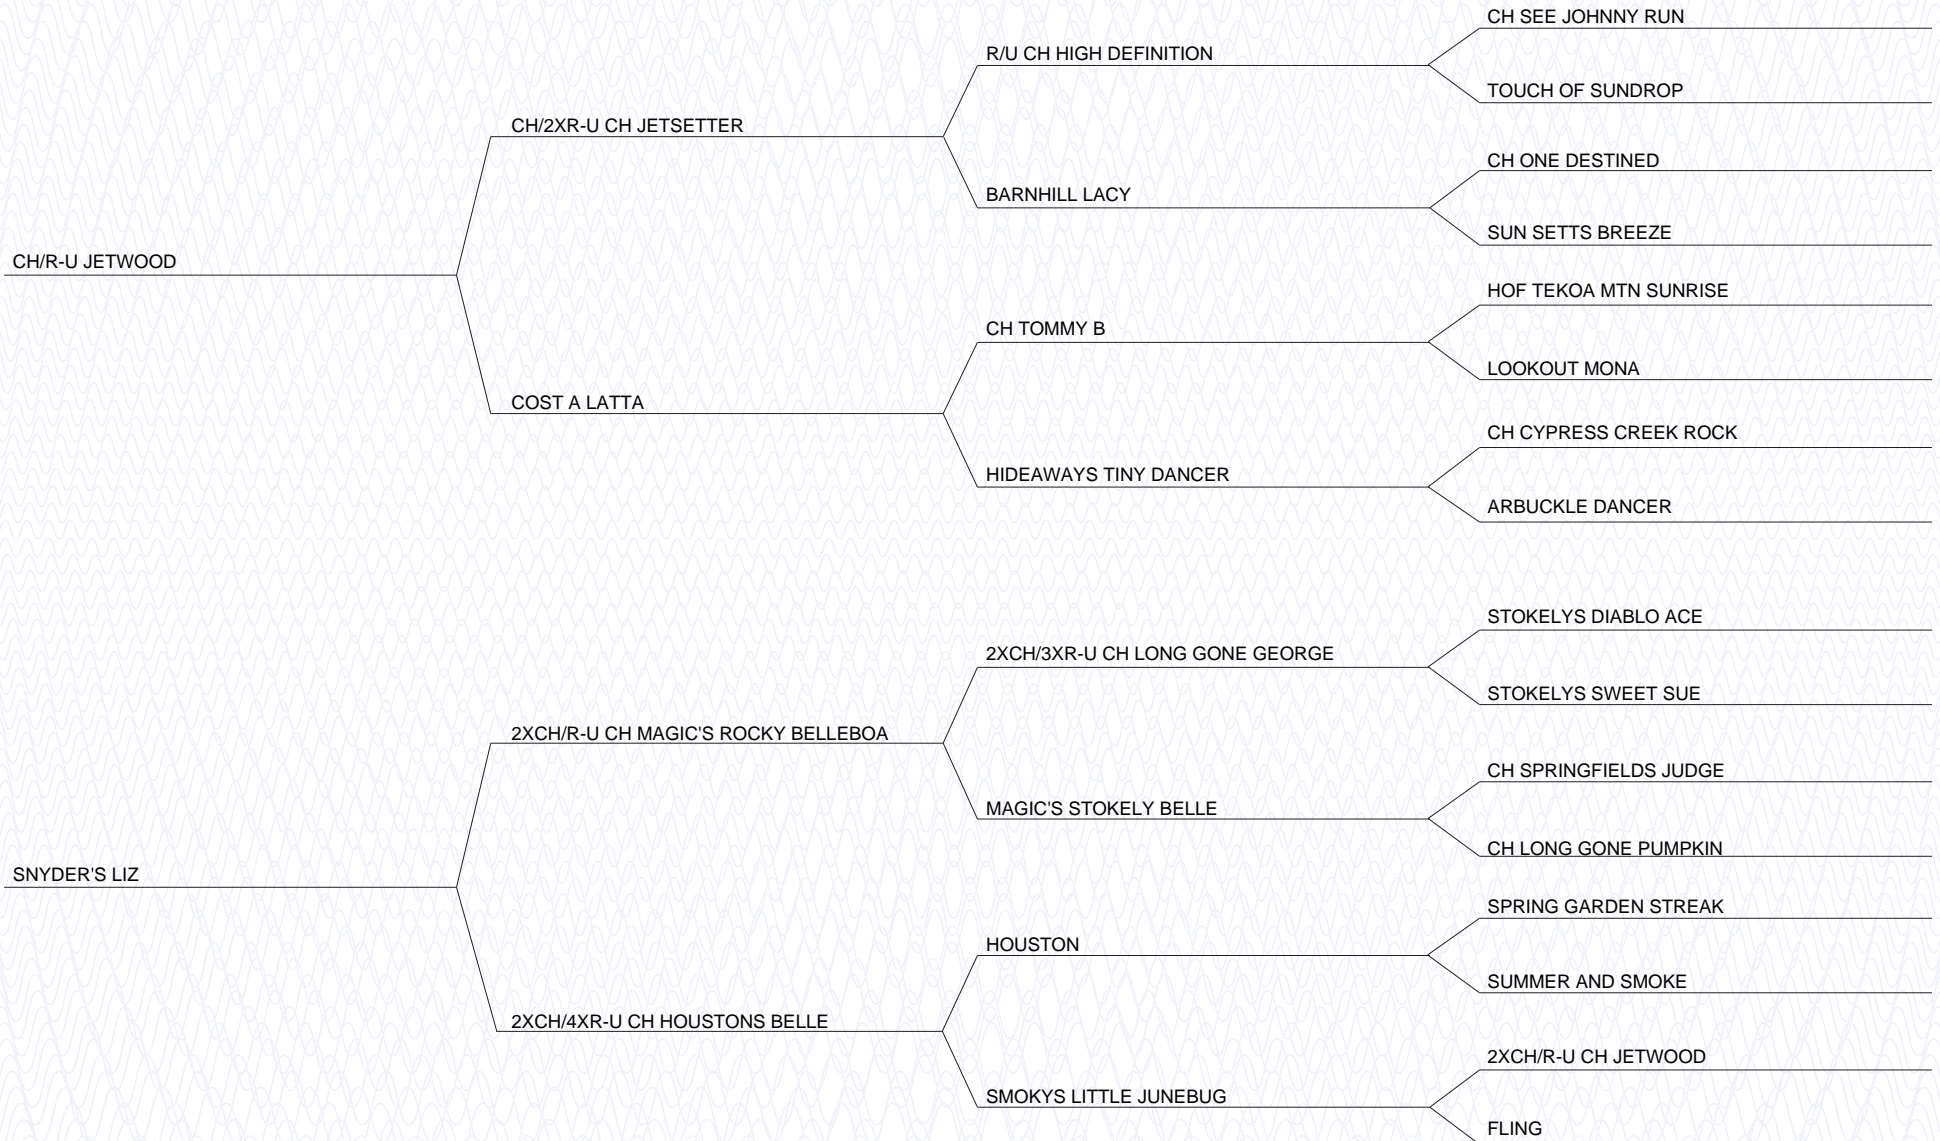 CH SEE JOHNNY RUN
R/U CH HIGH DEFINITION
TOUCH OF SUNDROP
CH/2XR-U CH JETSETTER
CH ONE DESTINED
BARNHILL LACY
SUN SETTS BREEZE
CH/R-U JETWOOD
HOF TEKOA MTN SUNRISE
CH TOMMY B
LOOKOUT MONA
COST A LATTA
CH CYPRESS CREEK ROCK
HIDEAWAYS TINY DANCER
ARBUCKLE DANCER
STOKELYS DIABLO ACE
2XCH/3XR-U CH LONG GONE GEORGE
STOKELYS SWEET SUE
2XCH/R-U CH MAGIC'S ROCKY BELLEBOA
CH SPRINGFIELDS JUDGE
MAGIC'S STOKELY BELLE
CH LONG GONE PUMPKIN
SNYDER'S LIZ
SPRING GARDEN STREAK
HOUSTON
SUMMER AND SMOKE
2XCH/4XR-U CH HOUSTONS BELLE
2XCH/R-U CH JETWOOD
SMOKYS LITTLE JUNEBUG
FLING